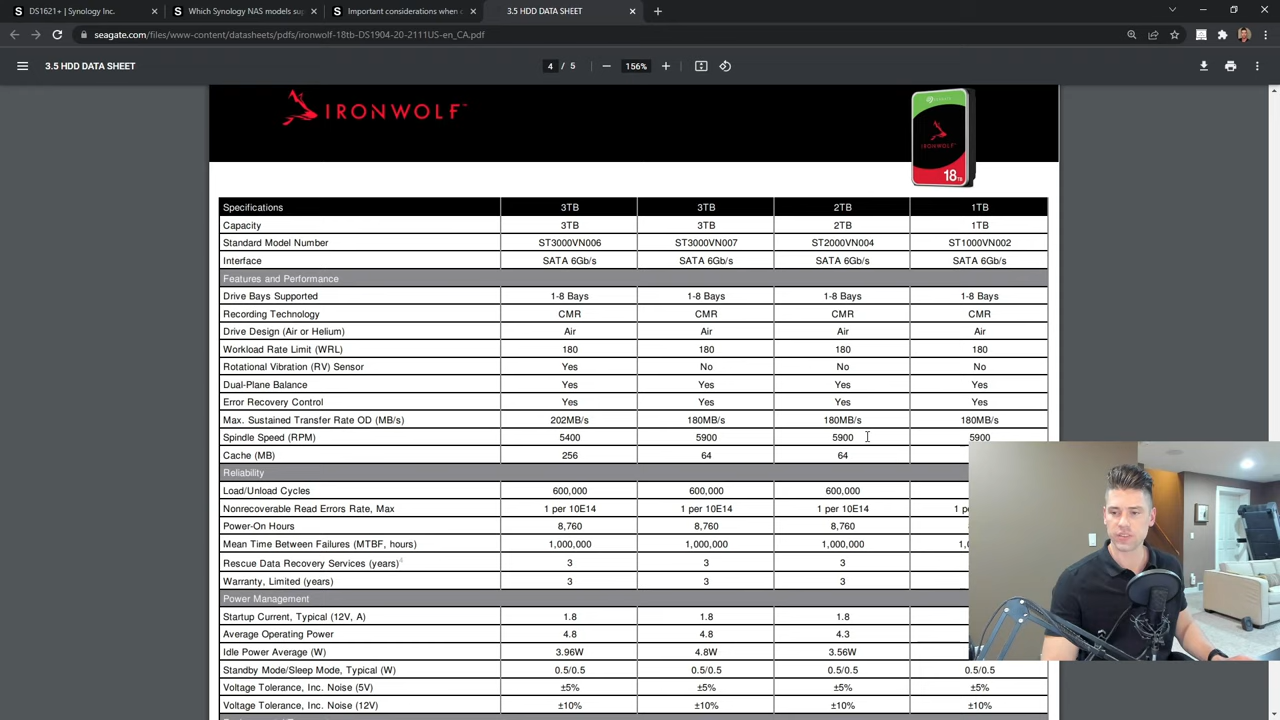 DS1621+ | Synology Inc.
Which Synology NAS models su
Important considerations when c
3.5 HDD DATA SHEET
seagate.com/files/www-content/datasheets/pdfs/ironwolf-18tb-DS1904-20-2111US-en_CA.pdf
3.5 HDD DATA SHEET 4 / 5 156%
IRONWOLF
IRONWOLF
18TB
Specifications 3TB 3TB 2TB 1TB
Capacity 3TB 3TB 2TB 1TB
Standard Model Number ST3000VN006 ST3000VN007 ST2000VN004 ST1000VN002
Interface SATA 6Gb/s SATA 6Gb/s SATA 6Gb/s SATA 6Gb/s
Features and Performance
Drive Bays Supported 1-8 Bays 1-8 Bays 1-8 Bays 1-8 Bays
Recording Technology CMR CMR CMR CMR
Drive Design (Air or Helium) Air Air Air Air
Workload Rate Limit (WRL) 180 180 180 180
Rotational Vibration (RV) Sensor Yes No No No
Dual-Plane Balance Yes Yes Yes Yes
Error Recovery Control Yes Yes Yes Yes
Max. Sustained Transfer Rate OD (MB/s) 202MB/s 180MB/s 180MB/s 180MB/s
Spindle Speed (RPM) 5400 5900 5900 5900
Cache (MB) 256 64 64
Reliability
Load/Unload Cycles 600,000 600,000 600,000
Nonrecoverable Read Errors Rate, Max 1 per 10E14 1 per 10E14 1 per 10E14 1 pe
Power-On Hours 8,760 8,760 8,760
Mean Time Between Failures (MTBF, hours) 1,000,000 1,000,000 1,000,000 1,0
Rescue Data Recovery Services (years) 3 3 3
Warranty, Limited (years) 3 3 3
Power Management
Startup Current, Typical (12V, A) 1.8 1.8 1.8
Average Operating Power 4.8 4.8 4.3
Idle Power Average (W) 3.96W 4.8W 3.56W
Standby Mode/Sleep Mode, Typical (W) 0.5/0.5 0.5/0.5 0.5/0.5 0.5/0.5
Voltage Tolerance, Inc. Noise (5V) ±5% ±5% ±5% ±5%
Voltage Tolerance, Inc. Noise (12V) ±10% ±10% ±10% ±10%